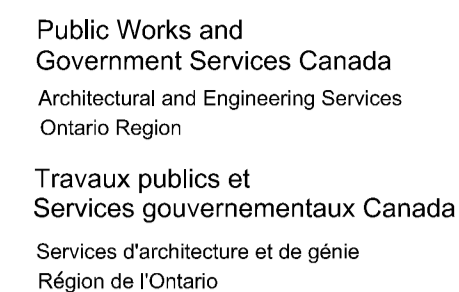 Public Works and
Government Services Canada
Architectural and Engineering Services
Ontario Region
Travaux publics et
Services gouvernementaux Canada
Services d'architecture et de génie
Région de l'Ontario